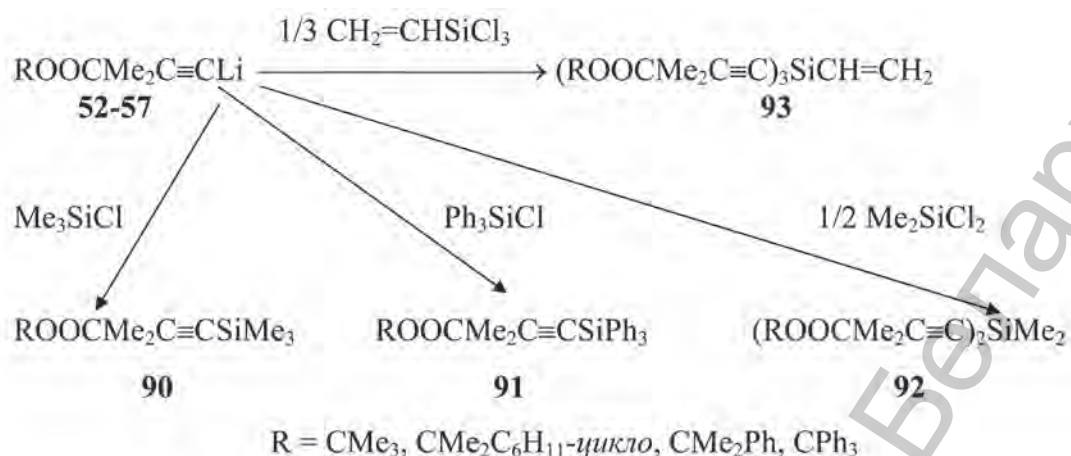 1/3 CH₂=CHSiCl₃
ROOCMe₂C≡CLi (ROOCMe₂C≡C)₃SiCH=CH₂
52-57 93
Me₃SiCl Ph₃SiCl 1/2 Me₂SiCl₂
ROOCMe₂C≡CSiMe₃ ROOCMe₂C≡CSiPh₃ (ROOCMe₂C≡C)₂SiMe₂
90 91 92
R = CMe₃, CMe₂C₆H₁₁-цикло, CMe₂Ph, CPh₃